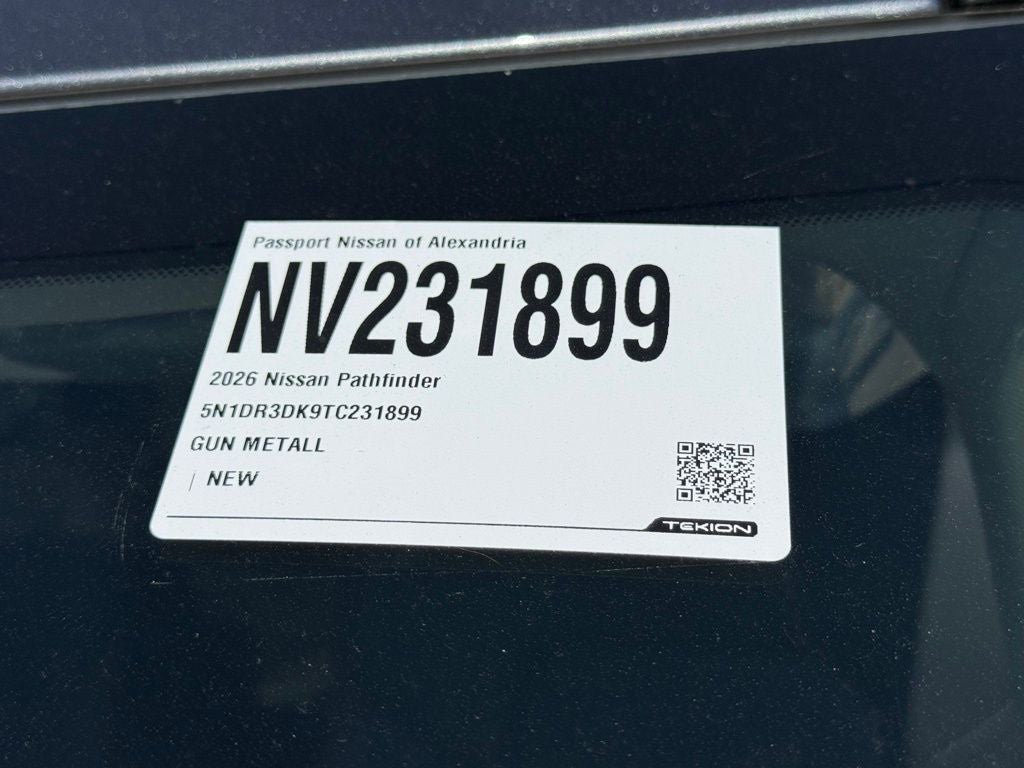 Passport Nissan of Alexandria
NV231899
2026 Nissan Pathfinder
5N1DR3DK9TC231899
GUN METALL
| NEW
TEKION